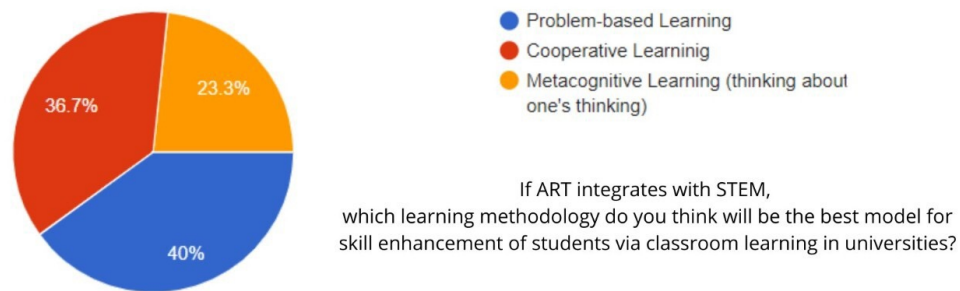 36.7%
23.3%
40%
Problem-based Learning
Cooperative Learninig
Metacognitive Learning (thinking about
one's thinking)
If ART integrates with STEM,
which learning methodology do you think will be the best model for
skill enhancement of students via classroom learning in universities?